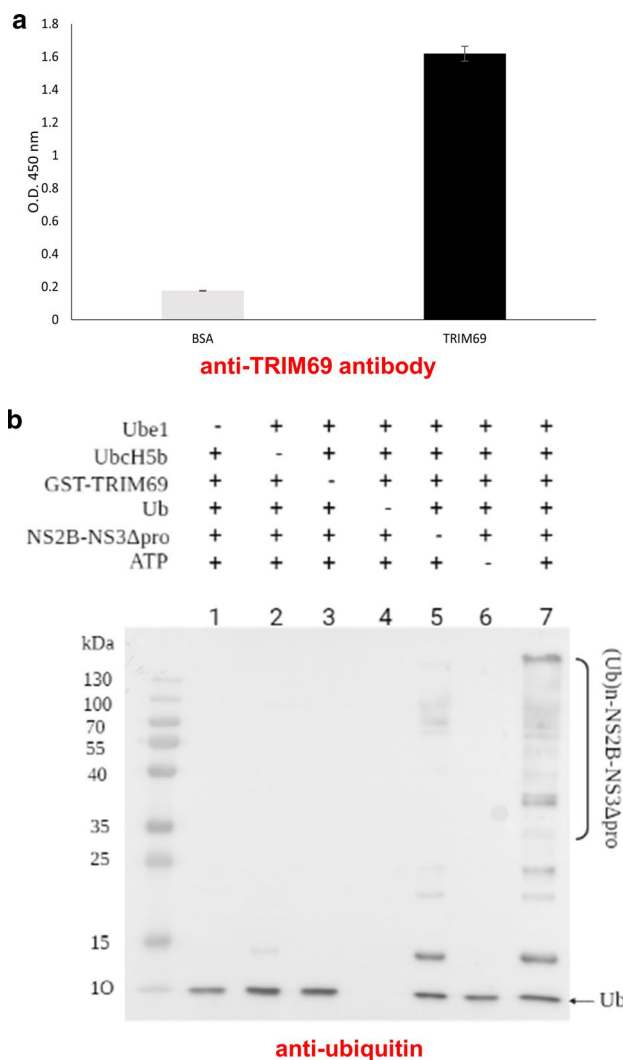 a
1.8
1.6
1.4
1.2
1
0.8
0.6
0.4
0.2
0
O.D. 450 nm
BSA TRIM69
anti-TRIM69 antibody
b
Ube1 - + + + + + +
UbcH5b + - + + + + +
GST-TRIM69 + + - + + + +
Ub + + + - + + +
NS2B-NS3Δpro + + + + - + +
ATP + + + + + - +
1 2 3 4 5 6 7
kDa
130
100
70
55
40
35
25
15
10
(Ub)n-NS2B-NS3Δpro
Ub
anti-ubiquitin